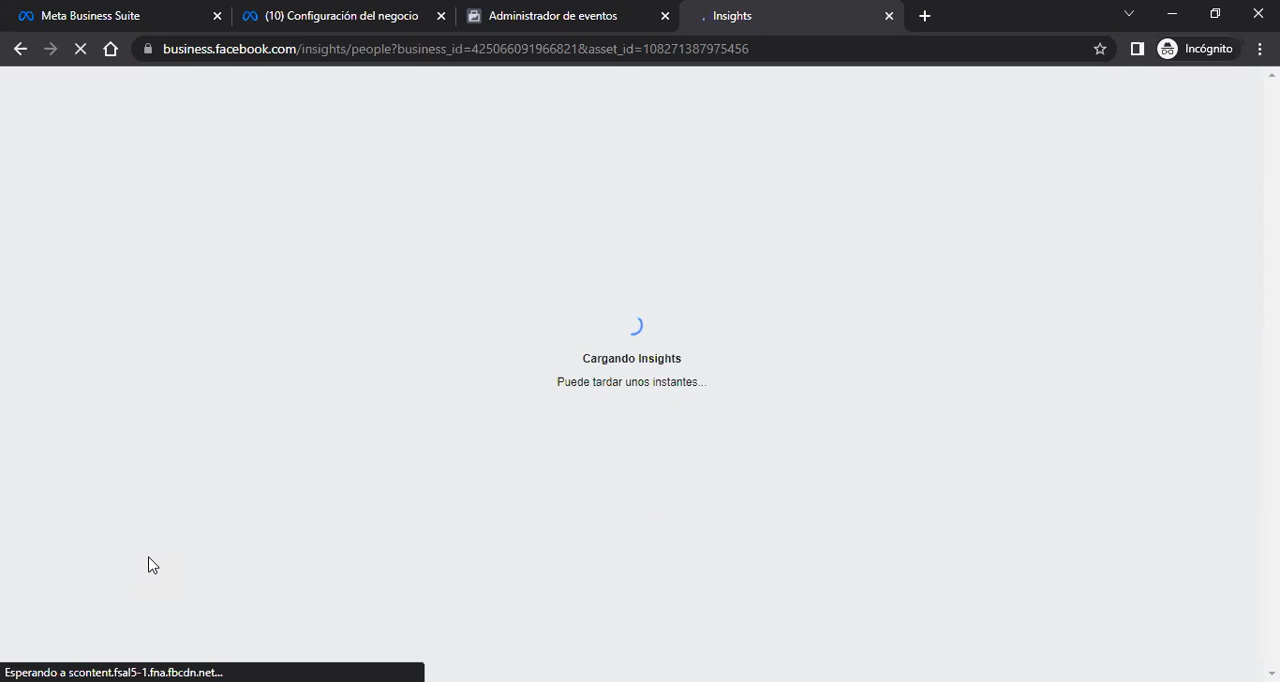 Meta Business Suite
(10) Configuración del negocio
Administrador de eventos
Insights
business.facebook.com/insights/people?business_id=425066091966821&asset_id=108271387975456
Incógnito
Cargando Insights
Puede tardar unos instantes...
Esperando a scontent.fsal5-1.fna.fbcdn.net...